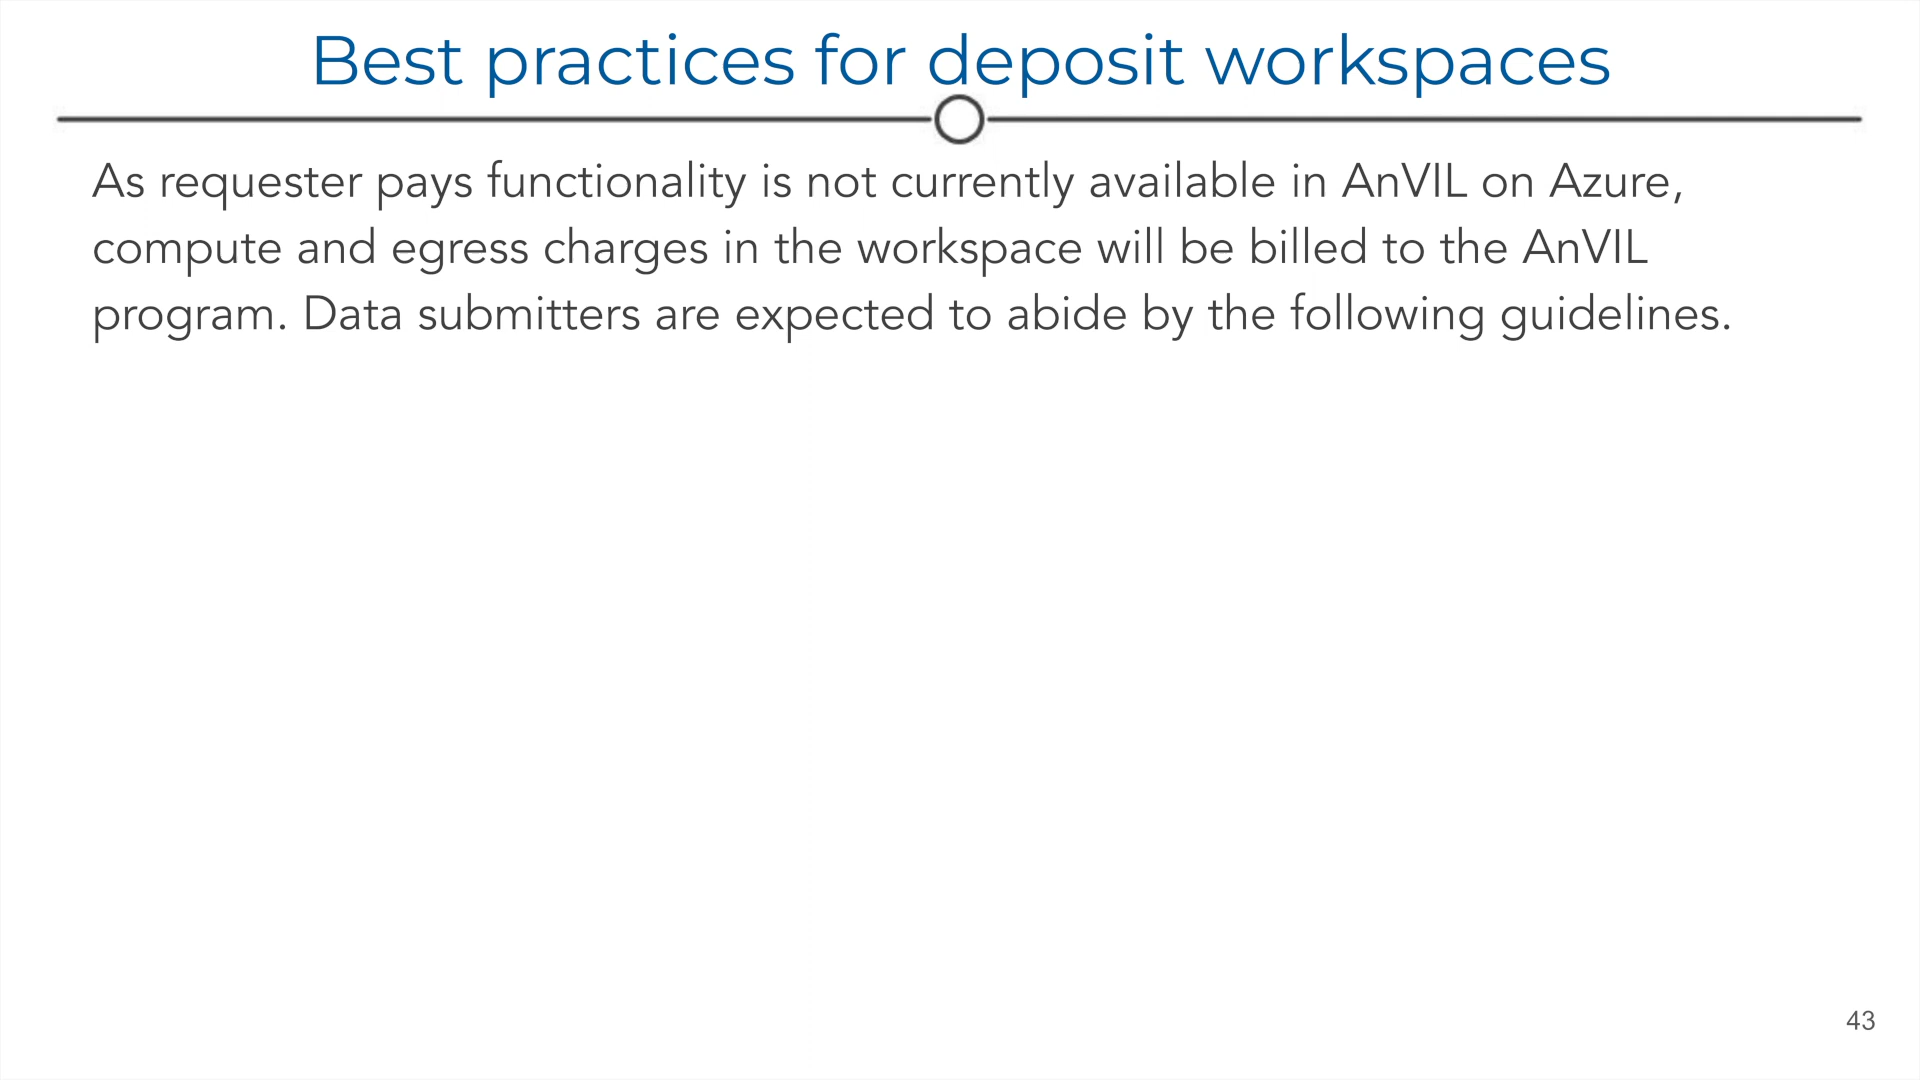 Best practices for deposit workspaces
As requester pays functionality is not currently available in AnVIL on Azure,
compute and egress charges in the workspace will be billed to the AnVIL
program. Data submitters are expected to abide by the following guidelines.
43